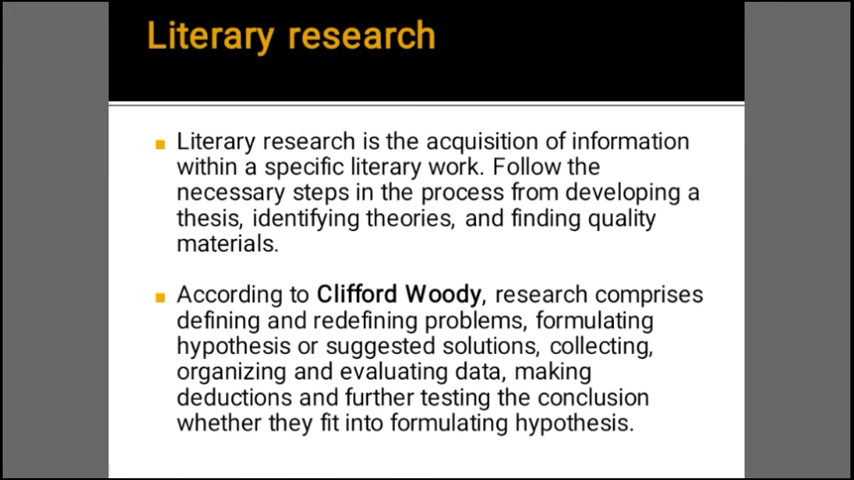 Literary research
Literary research is the acquisition of information
within a specific literary work. Follow the
necessary steps in the process from developing a
thesis, identifying theories, and finding quality
materials.
According to Clifford Woody, research comprises
defining and redefining problems, formulating
hypothesis or suggested solutions, collecting,
organizing and evaluating data, making
deductions and further testing the conclusion
whether they fit into formulating hypothesis.